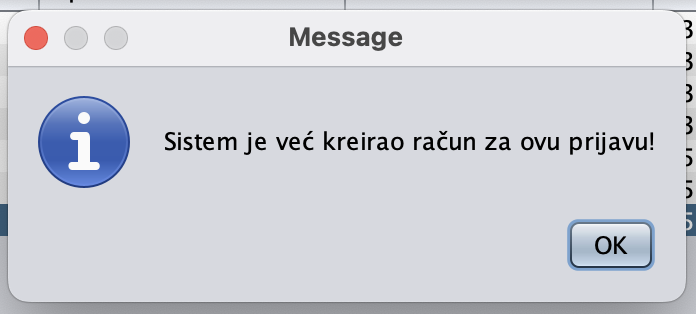 Message
Sistem je već kreirao račun za ovu prijavu!
OK